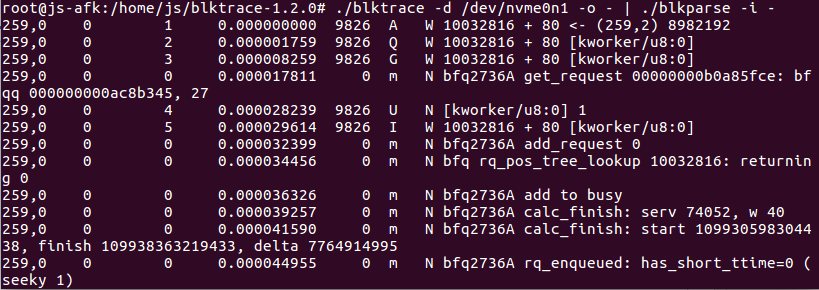 root@js-afk:/home/js/blktrace-1.2.0# ./blktrace -d /dev/nvme0n1 -o - | ./blkparse -i -
259,0    0        1     0.000000000  9826  A   W 10032816 + 80 <- (259,2) 8982192
259,0    0        2     0.000001759  9826  Q   W 10032816 + 80 [kworker/u8:0]
259,0    0        3     0.000008259  9826  G   W 10032816 + 80 [kworker/u8:0]
259,0    0        0     0.000017811     0  m   N bfq2736A get_request 00000000b0a85fce: bf
qq 000000000ac8b345, 27
259,0    0        4     0.000028239  9826  U   N [kworker/u8:0] 1
259,0    0        5     0.000029614  9826  I   W 10032816 + 80 [kworker/u8:0]
259,0    0        0     0.000032399     0  m   N bfq2736A add_request 0
259,0    0        0     0.000034456     0  m   N bfq rq_pos_tree_lookup 10032816: returnin
g 0
259,0    0        0     0.000036326     0  m   N bfq2736A add to busy
259,0    0        0     0.000039257     0  m   N bfq2736A calc_finish: serv 74052, w 40
259,0    0        0     0.000041590     0  m   N bfq2736A calc_finish: start 1099305983044
38, finish 109938363219433, delta 7764914995
259,0    0        0     0.000044955     0  m   N bfq2736A rq_enqueued: has_short_ttime=0 (
seeky 1)